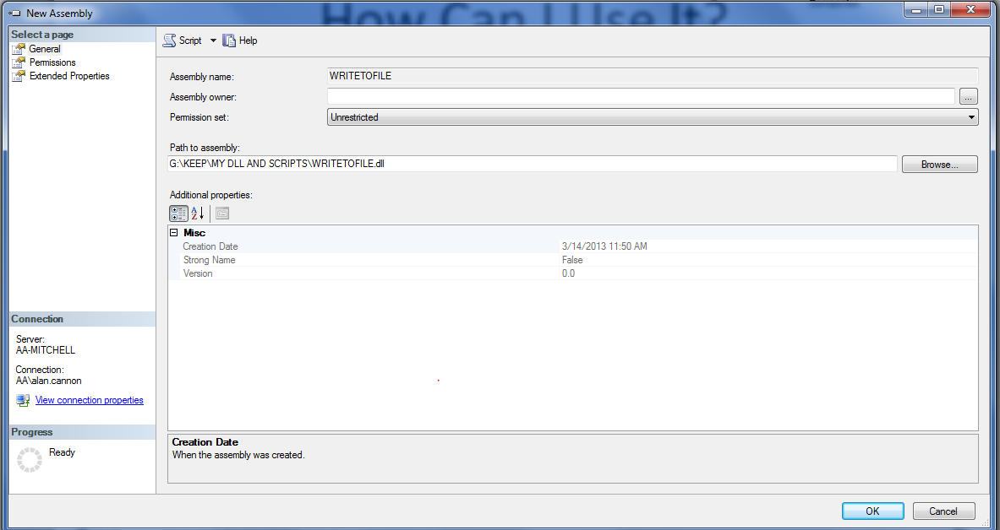 New Assembly
How Can I Use It?
Select a page
General
Permissions
Extended Properties
Script
Help
Assembly name: WRITETOFILE
Assembly owner: ...
Permission set: Unrestricted
Path to assembly:
G:\KEEP\MY DLL AND SCRIPTS\WRITETOFILE.dll Browse...
Additional properties:
Misc
Creation Date 3/14/2013 11:50 AM
Strong Name False
Version 0.0
Creation Date
When the assembly was created.
Connection
Server:
AA-MITCHELL
Connection:
AA\alan.cannon
View connection properties
Progress
Ready
OK Cancel